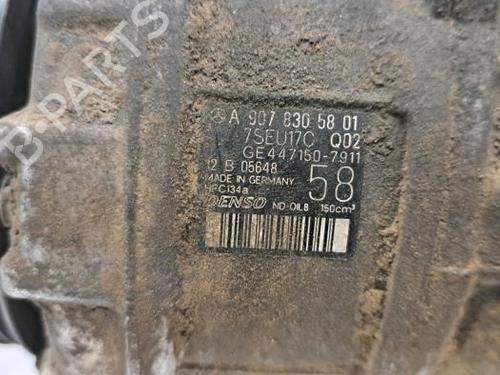 B-PARTS
A 907 830 58 01
7SEU17C Q02
GE447150-7911
12 B 05648
MADE IN GERMANY
HFC134a
58
DENSO ND-OIL8 150cm³